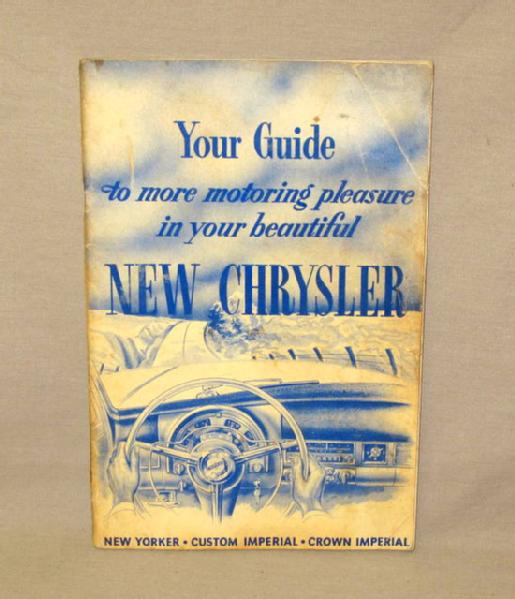 Your Guide
to more motoring pleasure
in your beautiful
NEW CHRYSLER
NEW YORKER • CUSTOM IMPERIAL • CROWN IMPERIAL